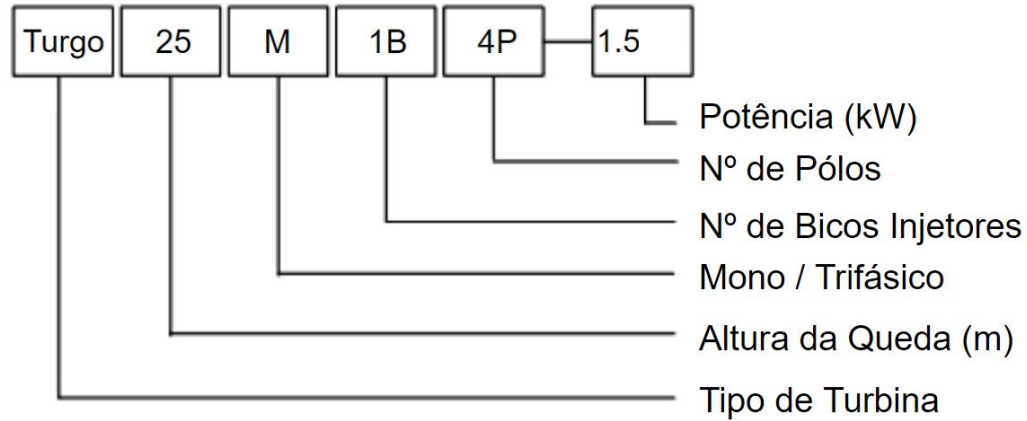 Turgo 25 M 1B 4P 1.5
Potência (kW)
Nº de Pólos
Nº de Bicos Injetores
Mono / Trifásico
Altura da Queda (m)
Tipo de Turbina